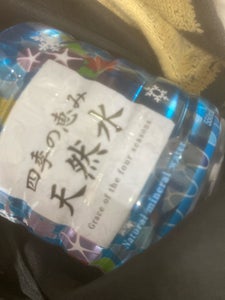 四季の恵み
天然水
Grace of the four seasons
Natural mineral water